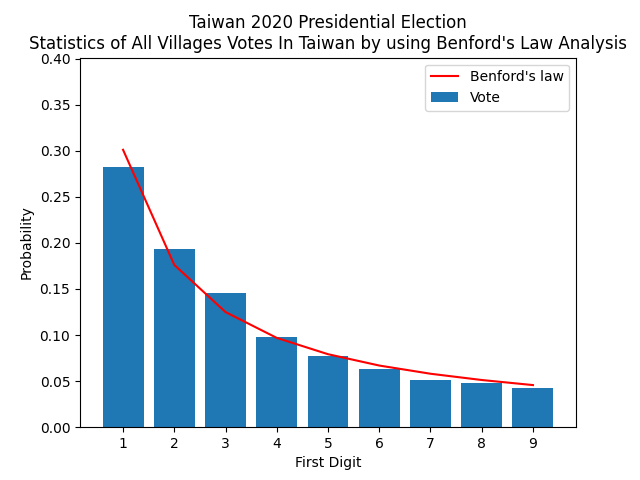 Taiwan 2020 Presidential Election
Statistics of All Villages Votes In Taiwan by using Benford's Law Analysis
Benford's law
Vote
0.40
0.35
0.30
0.25
0.20
0.15
0.10
0.05
0.00
Probability
1 2 3 4 5 6 7 8 9
First Digit